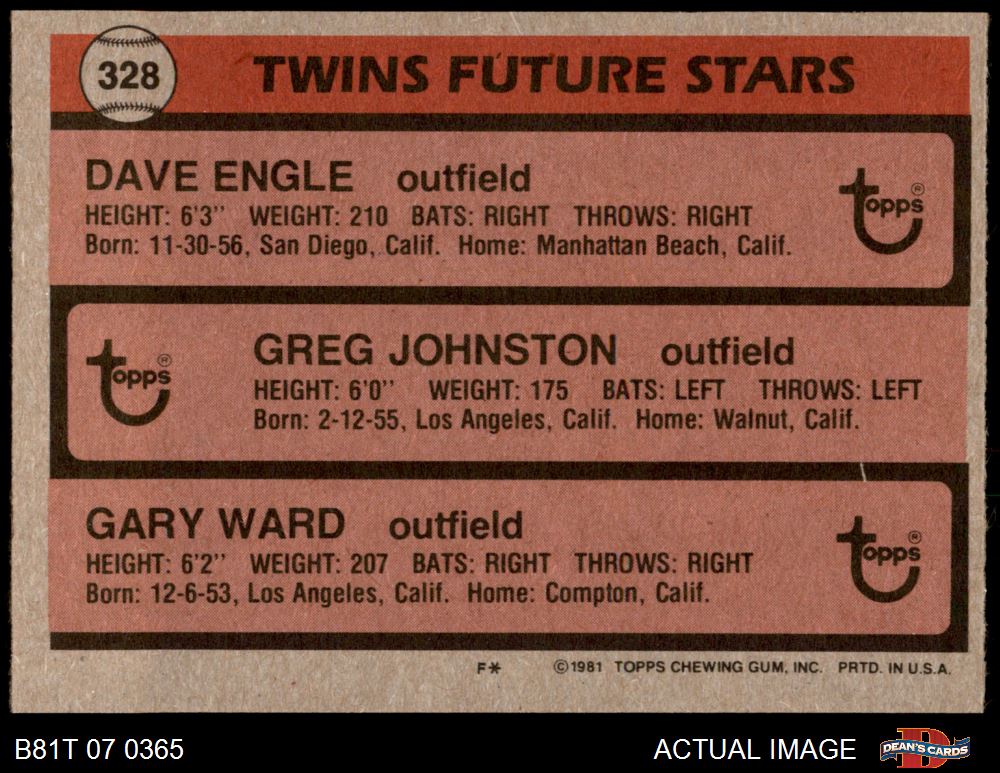 328 TWINS FUTURE STARS
DAVE ENGLE outfield
HEIGHT: 6'3" WEIGHT: 210 BATS: RIGHT THROWS: RIGHT
Born: 11-30-56, San Diego, Calif. Home: Manhattan Beach, Calif.
topps®
GREG JOHNSTON outfield
HEIGHT: 6'0" WEIGHT: 175 BATS: LEFT THROWS: LEFT
Born: 2-12-55, Los Angeles, Calif. Home: Walnut, Calif.
topps®
GARY WARD outfield
HEIGHT: 6'2" WEIGHT: 207 BATS: RIGHT THROWS: RIGHT
Born: 12-6-53, Los Angeles, Calif. Home: Compton, Calif.
topps®
F* ©1981 TOPPS CHEWING GUM, INC. PRTD. IN U.S.A.
B81T 07 0365 ACTUAL IMAGE D DEAN'S CARDS